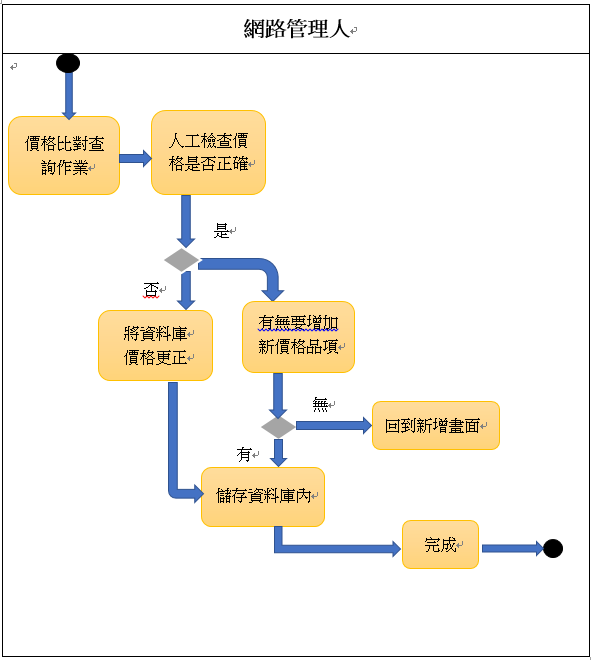 網路管理人
價格比對查
詢作業
人工檢查價
格是否正確
是
否
將資料庫
價格更正
有無要增加
新價格品項
無
回到新增畫面
有
儲存資料庫內
完成